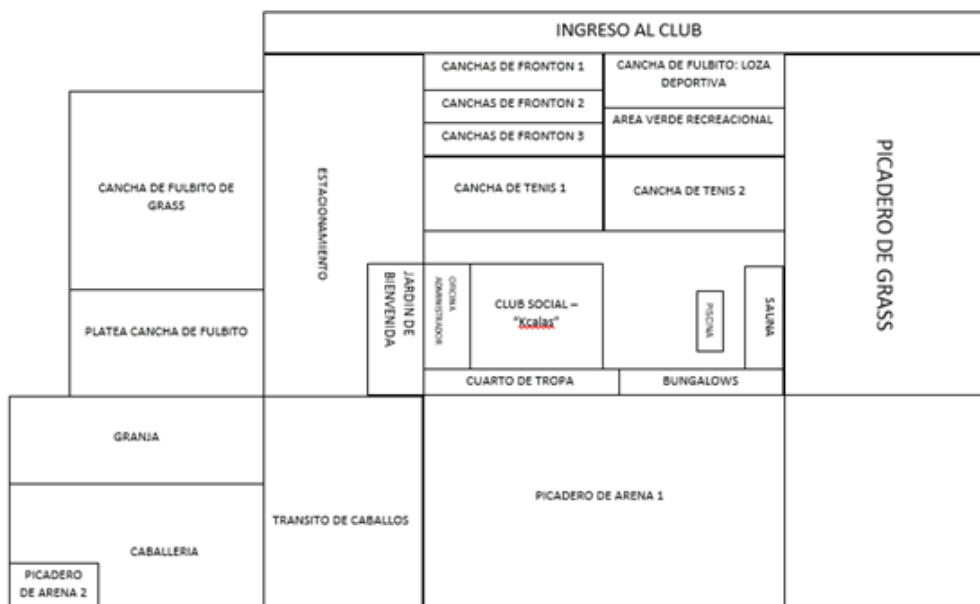 INGRESO AL CLUB
CANCHAS DE FRONTON 1
CANCHA DE FULBITO: LOZA
DEPORTIVA
CANCHAS DE FRONTON 2
AREA VERDE RECREACIONAL
CANCHAS DE FRONTON 3
CANCHA DE FULBITO DE
GRASS
ESTACIONAMIENTO
CANCHA DE TENIS 1
CANCHA DE TENIS 2
PICADERO DE GRASS
PLATEA CANCHA DE FULBITO
JARDIN DE
BIENVENIDA
OFICINA
ADMINISTRADOR
CLUB SOCIAL –
"Kcalas"
PISCINA
SAUNA
CUARTO DE TROPA
BUNGALOWS
GRANJA
TRANSITO DE CABALLOS
PICADERO DE ARENA 1
CABALLERIA
PICADERO
DE ARENA 2